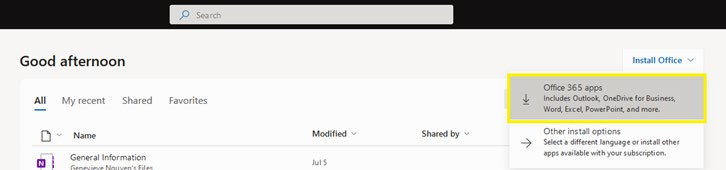 Search
Good afternoon
Install Office
Office 365 apps
Includes Outlook, OneDrive for Business,
Word, Excel, PowerPoint, and more.
Other install options
Select a different language or install other
apps available with your subscription.
All My recent Shared Favorites
Name Modified Shared by
General Information Jul 5
Genevieve Nguyen's Files
N